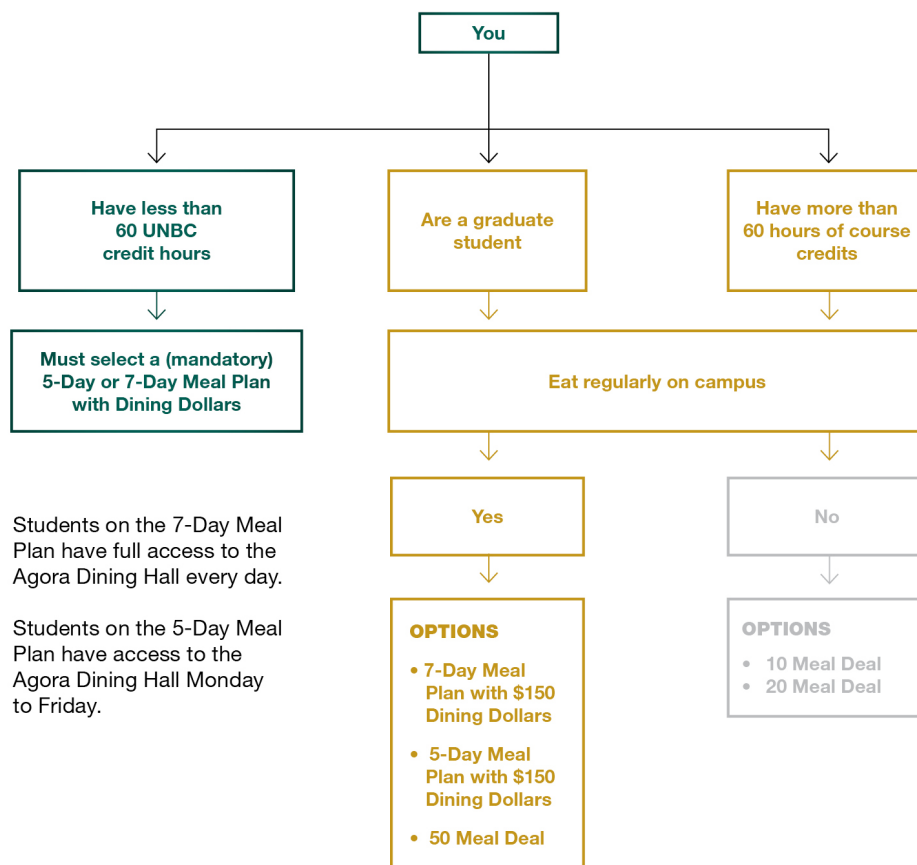 You
Have less than
60 UNBC
credit hours
Are a graduate
student
Have more than
60 hours of course
credits
Must select a (mandatory)
5-Day or 7-Day Meal Plan
with Dining Dollars
Eat regularly on campus
Yes
No
Students on the 7-Day Meal
Plan have full access to the
Agora Dining Hall every day.
Students on the 5-Day Meal
Plan have access to the
Agora Dining Hall Monday
to Friday.
OPTIONS
• 7-Day Meal
Plan with $150
Dining Dollars
• 5-Day Meal
Plan with $150
Dining Dollars
• 50 Meal Deal
OPTIONS
• 10 Meal Deal
• 20 Meal Deal